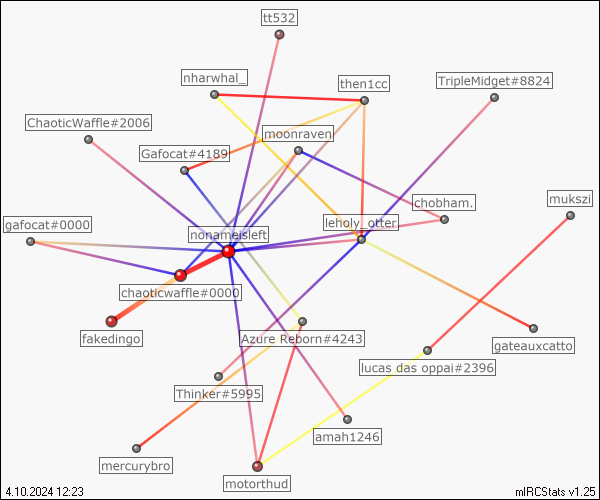 tt532
nharwhal_
then1cc
TripleMidget#8824
ChaoticWaffle#2006
moonraven
Gafocat#4189
mukszi
chobham.
gafocat#0000
leholy_otter
nonameisleft
chaoticwaffle#0000
fakedingo
Azure Reborn#4243
gateauxcatto
lucas das oppai#2396
Thinker#5995
amah1246
mercurybro
motorthud
4.10.2024 12:23
mIRCStats v1.25